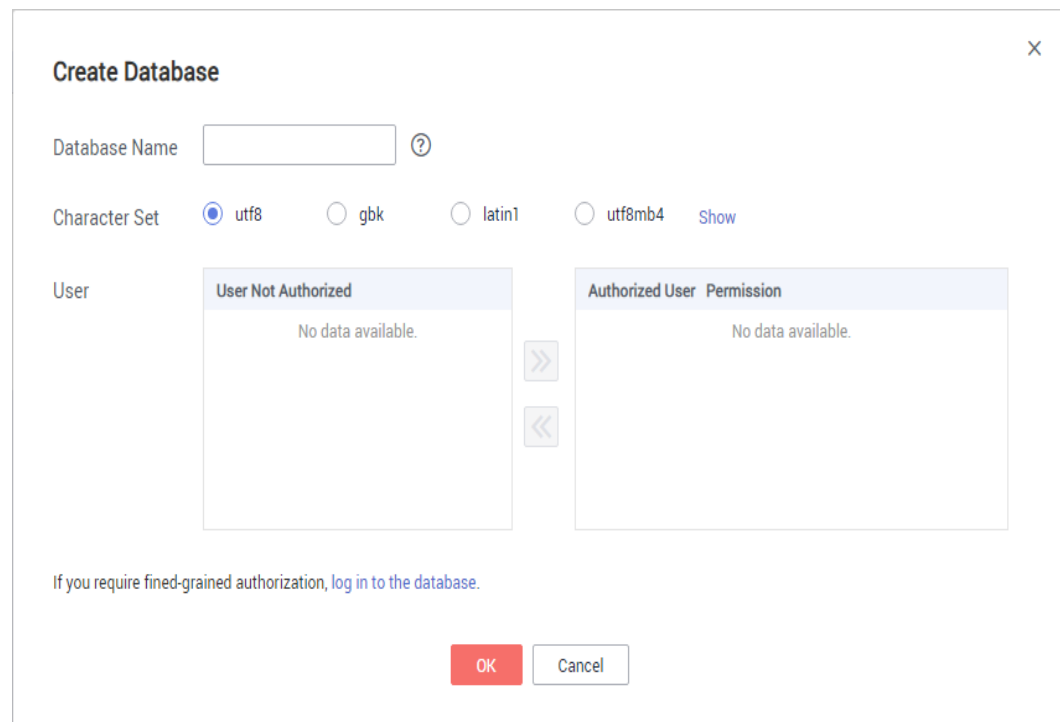 Create Database
Database Name
Character Set utf8 gbk latin1 utf8mb4 Show
User
User Not Authorized
No data available.
Authorized User Permission
No data available.
If you require fined-grained authorization, log in to the database.
OK Cancel